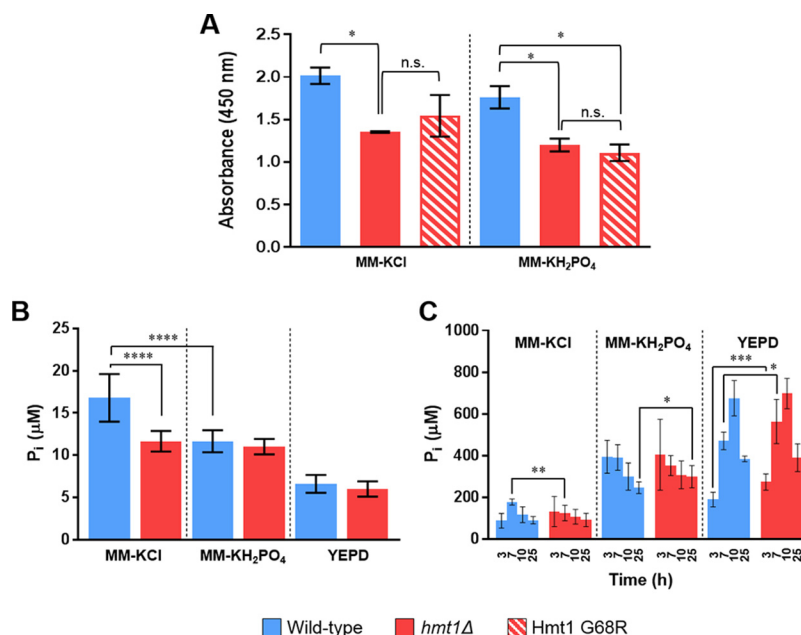 A
Absorbance (450 nm)
2.5
2.0
1.5
1.0
0.5
0.0
*
n.s.
*
*
n.s.
MM-KCl
MM-KH₂PO₄
B
Pᵢ (µM)
25
20
15
10
5
0
****
****
MM-KCl
MM-KH₂PO₄
YEPD
C
Pᵢ (µM)
1000
800
600
400
200
0
MM-KCl
MM-KH₂PO₄
YEPD
**
*
***
*
3 7 10 25 3 7 10 25 3 7 10 25 3 7 10 25 3 7 10 25 3 7 10 25
Time (h)
Wild-type hmt1Δ Hmt1 G68R